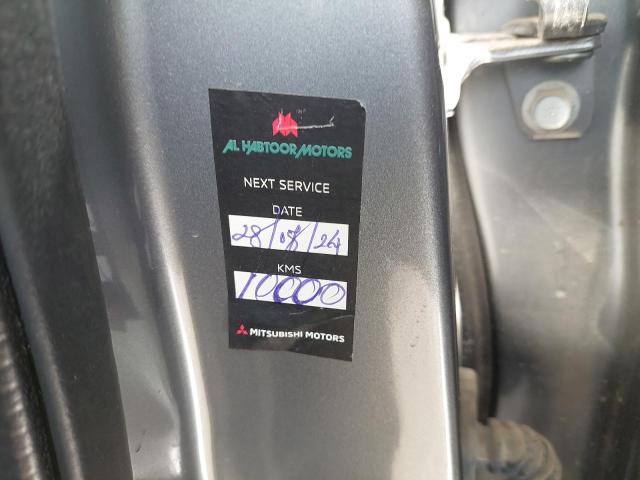 AL HABTOOR MOTORS
NEXT SERVICE
DATE
28/08/24
KMS
10000
MITSUBISHI MOTORS